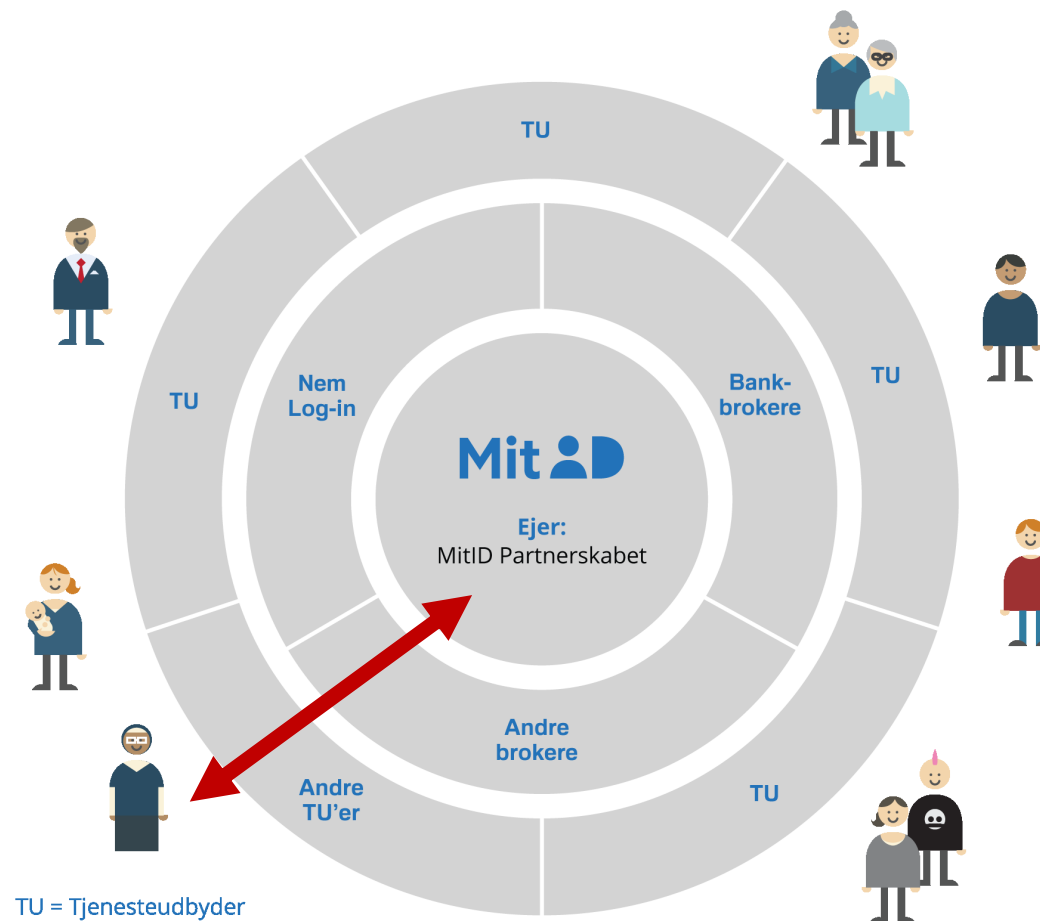 TU
TU
TU
Nem
Log-in
Bank-
brokere
Mit D
Ejer:
MitID Partnerskabet
Andre
brokere
Andre
TU'er
TU
TU = Tjenesteudbyder